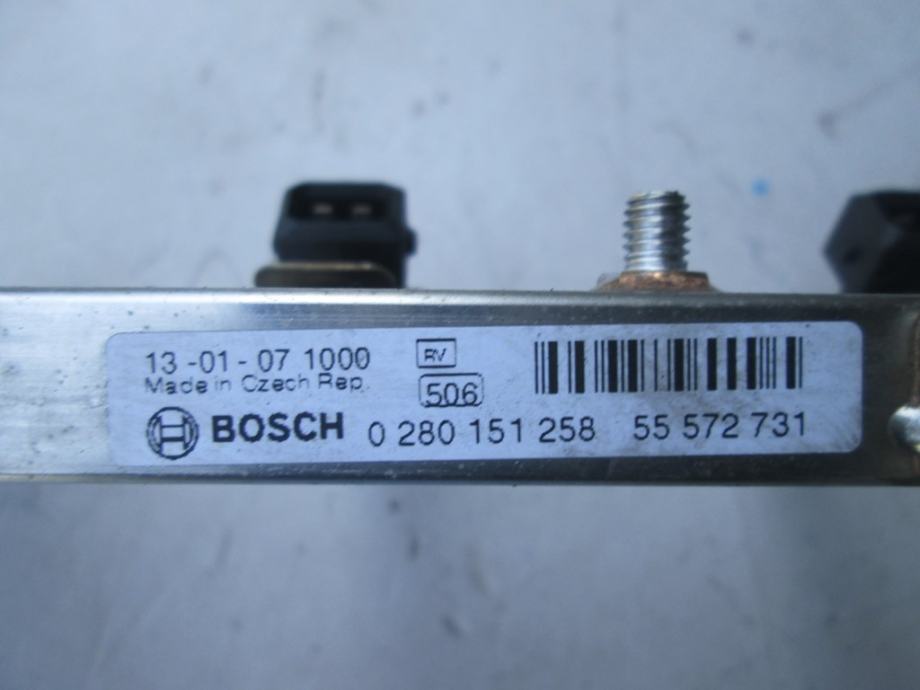 13 -01 - 07 1000 RV
Made in Czech Rep. 506
BOSCH 0 280 151 258 55 572 731